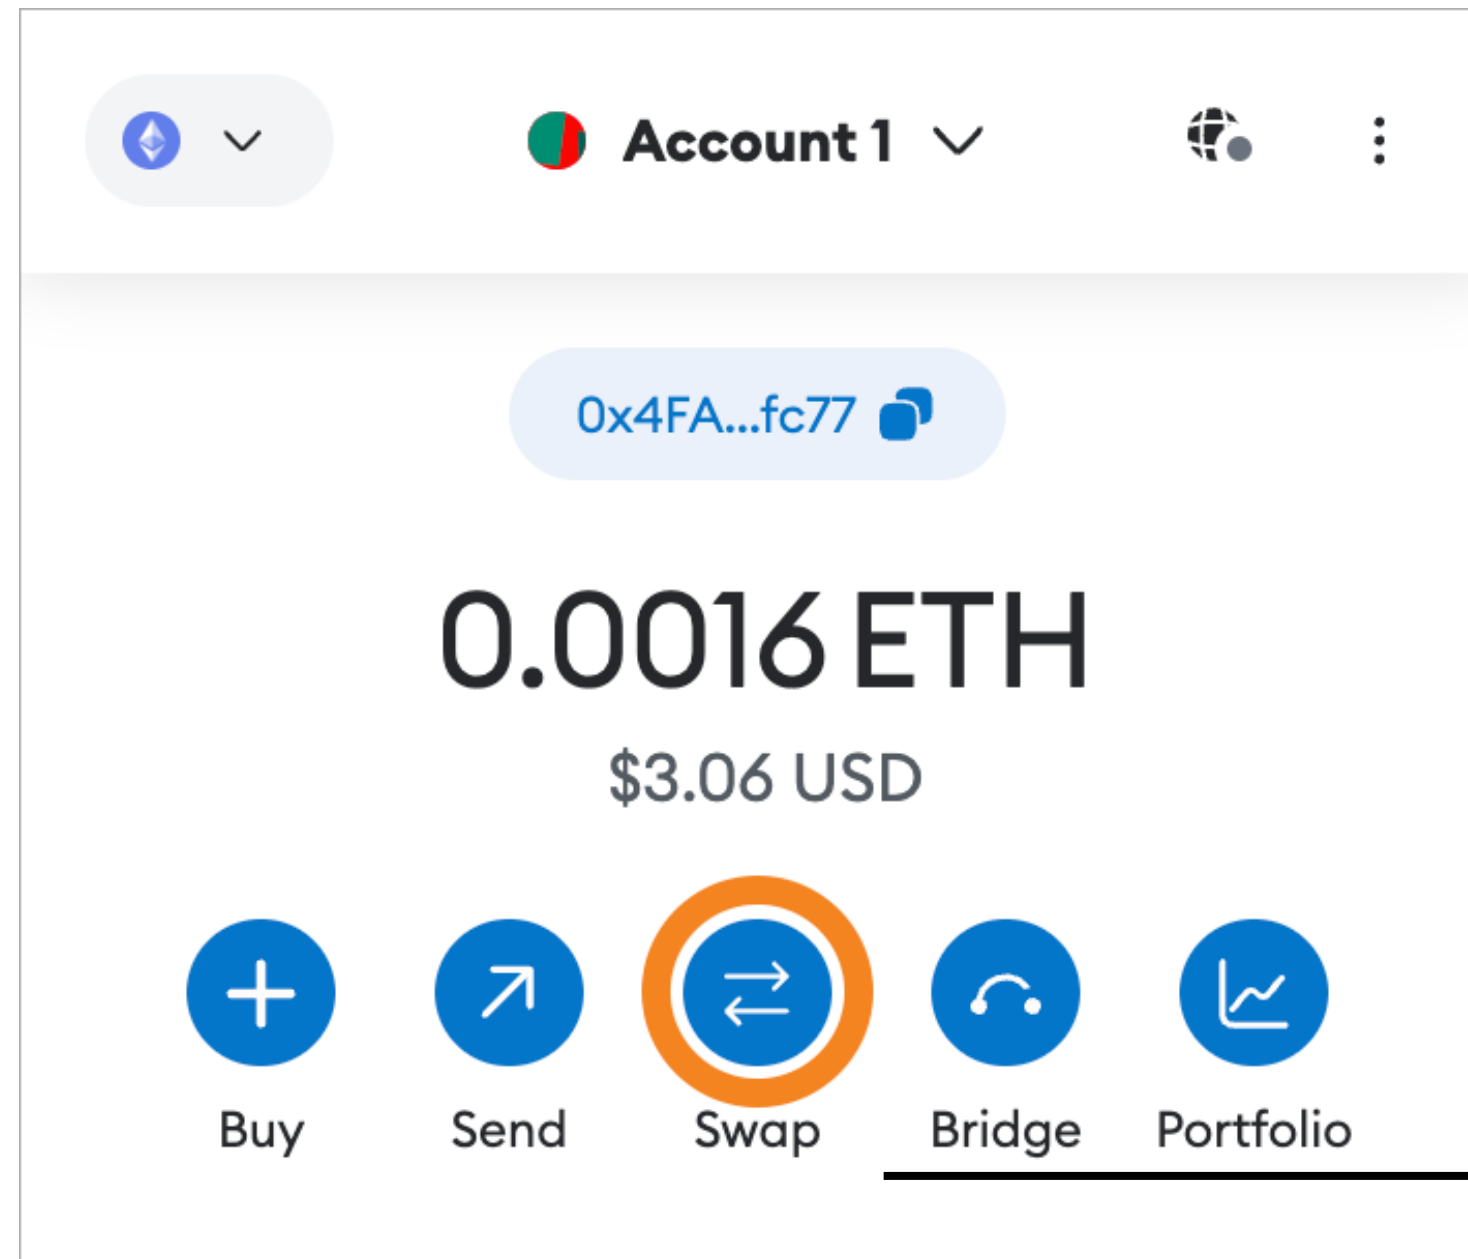 Account 1
0x4FA...fc77
0.0016 ETH
$3.06 USD
Buy Send Swap Bridge Portfolio